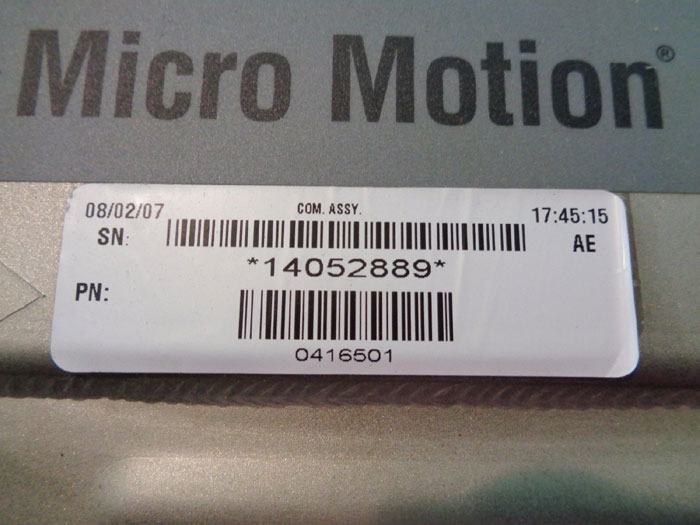 Micro Motion®
08/02/07 COM. ASSY. 17:45:15
SN: AE
*14052889*
PN:
0416501